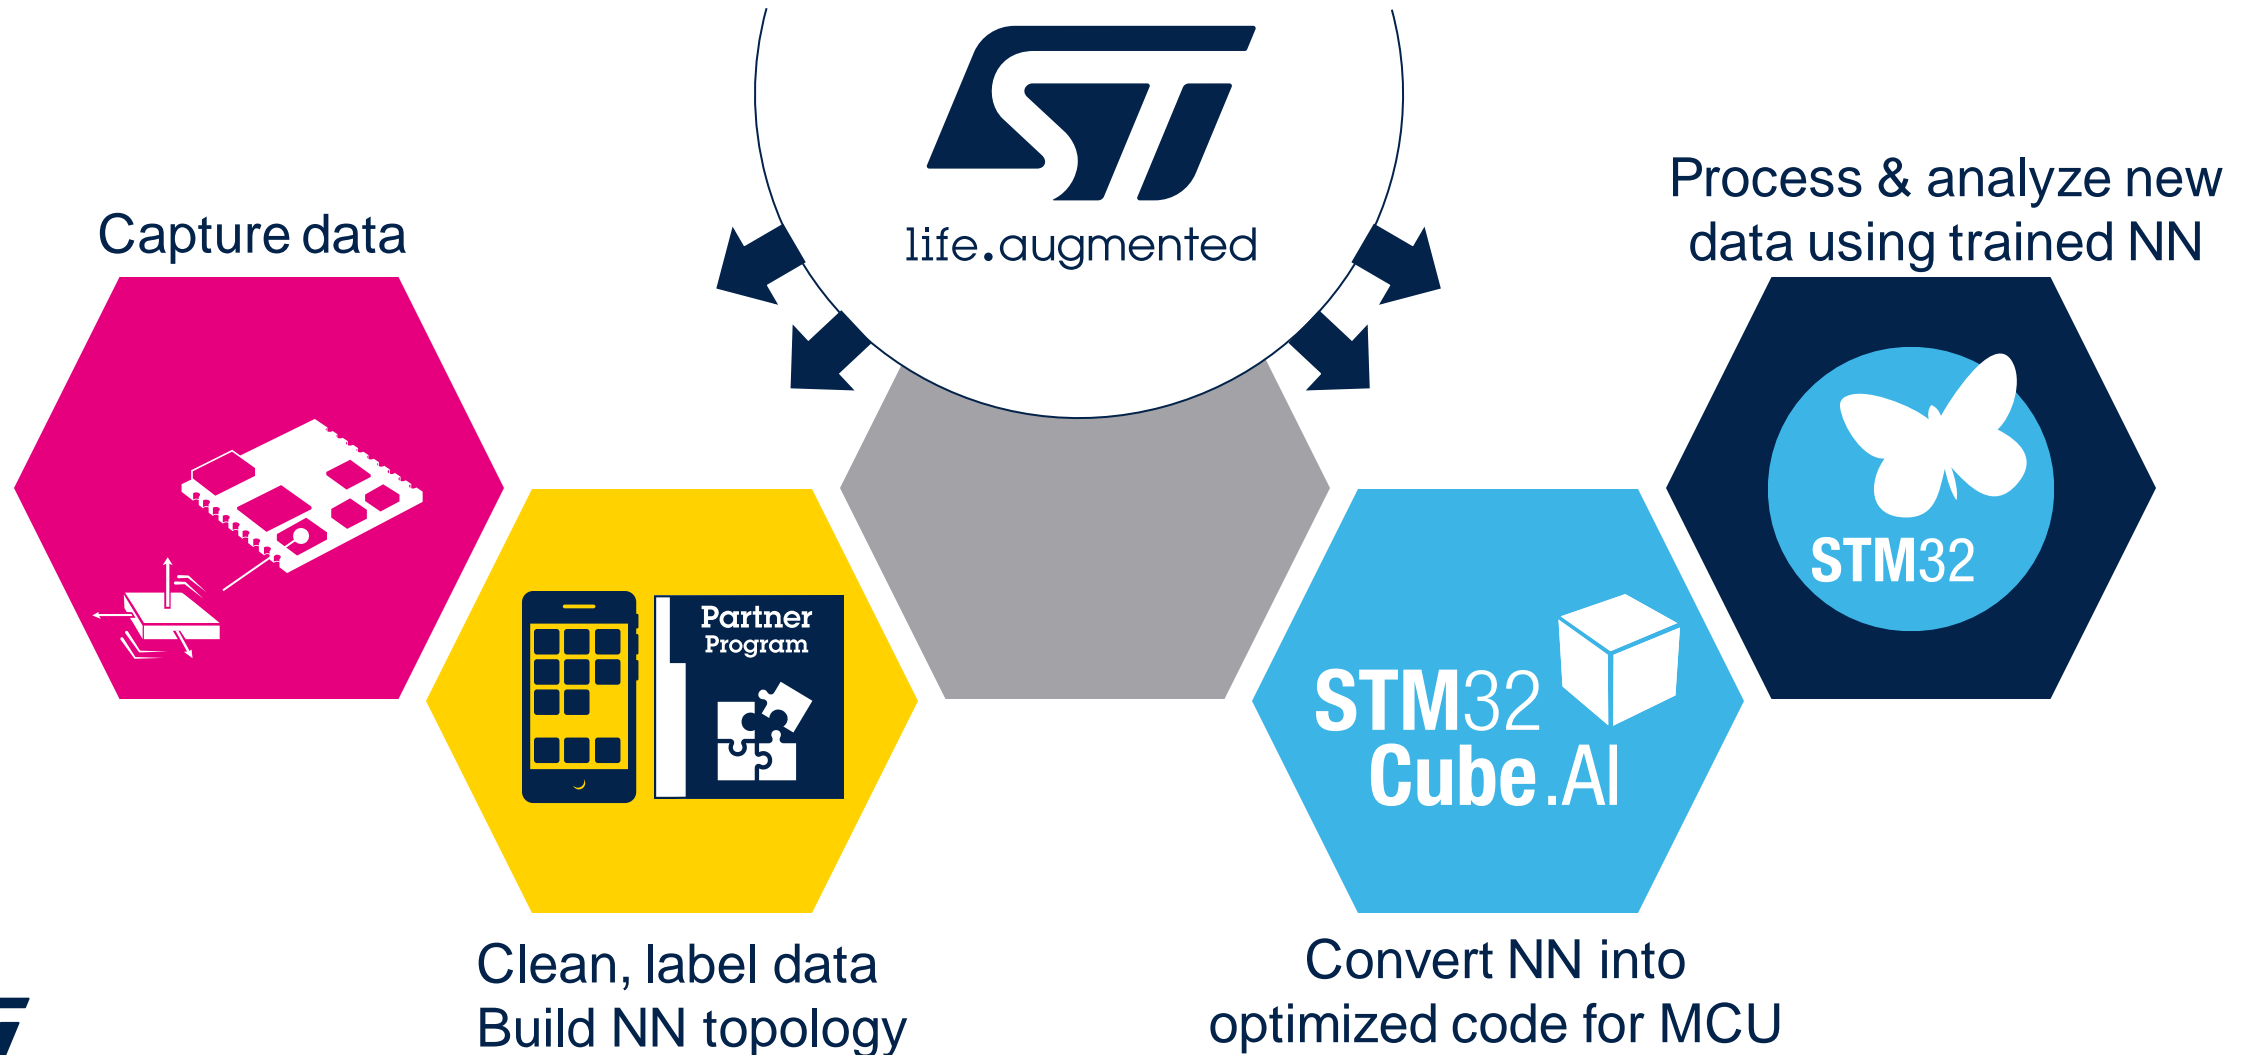 ST
life.augmented
Capture data
Process & analyze new
data using trained NN
Partner
Program
STM32
STM32
Cube.AI
Clean, label data
Build NN topology
Convert NN into
optimized code for MCU